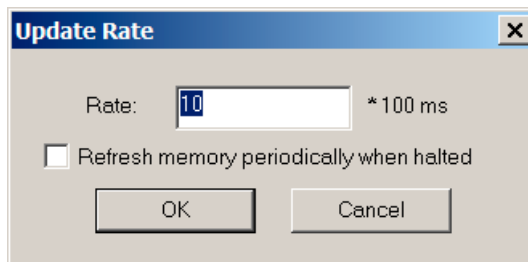 Update Rate
Rate: 10 * 100 ms
Refresh memory periodically when halted
OK Cancel